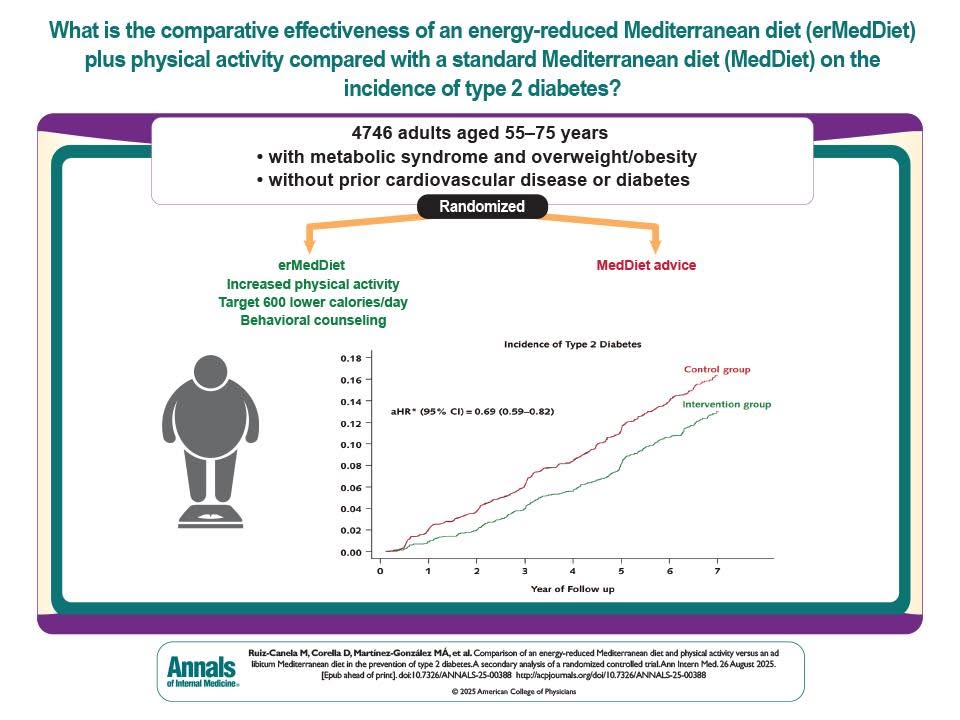 What is the comparative effectiveness of an energy-reduced Mediterranean diet (erMedDiet)
plus physical activity compared with a standard Mediterranean diet (MedDiet) on the
incidence of type 2 diabetes?
4746 adults aged 55–75 years
• with metabolic syndrome and overweight/obesity
• without prior cardiovascular disease or diabetes
Randomized
erMedDiet
Increased physical activity
Target 600 lower calories/day
Behavioral counseling
MedDiet advice
Incidence of Type 2 Diabetes
0.18
0.16
0.14
0.12
0.10
0.08
0.06
0.04
0.02
0.00
Control group
Intervention group
aHR* (95% CI) = 0.69 (0.59–0.82)
0 1 2 3 4 5 6 7
Year of Follow up
Annals
of Internal Medicine®
Ruiz-Canela M, Corella D, Martínez-González MÁ, et al. Comparison of an energy-reduced Mediterranean diet and physical activity versus an ad
libitum Mediterranean diet in the prevention of type 2 diabetes. A secondary analysis of a randomized controlled trial. Ann Intern Med. 26 August 2025.
[Epub ahead of print]. doi:10.7326/ANNALS-25-00388 http://acpjournals.org/doi/10.7326/ANNALS-25-00388
© 2025 American College of Physicians